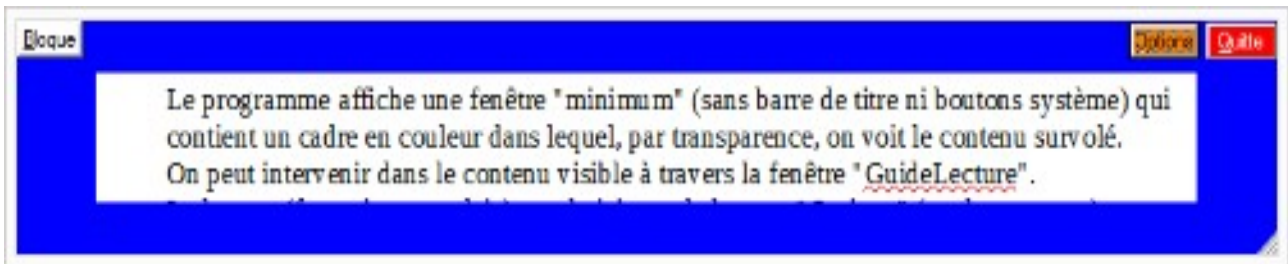 Bloque
Options Quitte
Le programme affiche une fenêtre "minimum" (sans barre de titre ni boutons système) qui
contient un cadre en couleur dans lequel, par transparence, on voit le contenu survolé.
On peut intervenir dans le contenu visible à travers la fenêtre "GuideLecture".